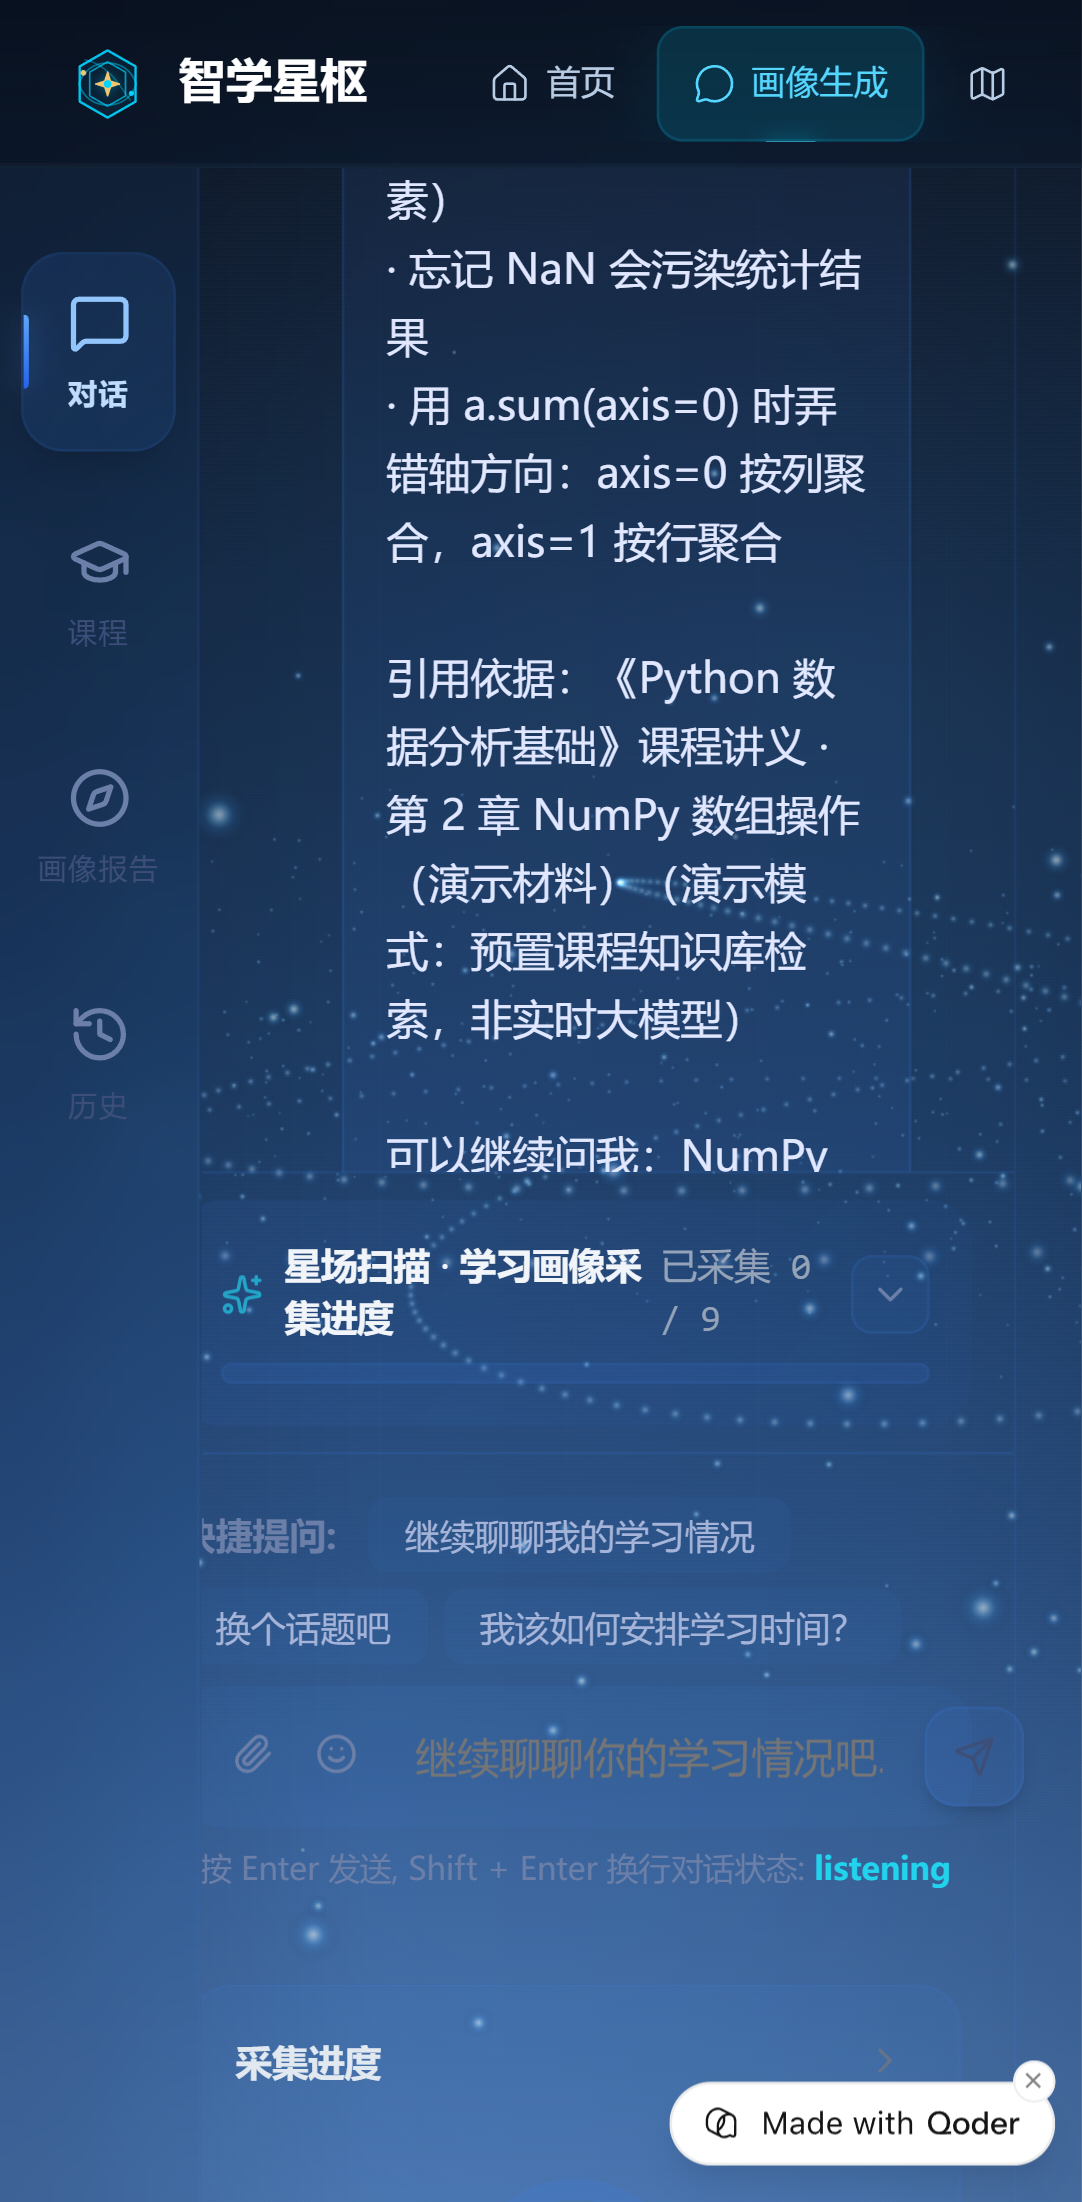 智学星枢
首页
画像生成
对话
课程
画像报告
历史
素）
· 忘记 NaN 会污染统计结
果
· 用 a.sum(axis=0) 时弄
错轴方向：axis=0 按列聚
合，axis=1 按行聚合
引用依据：《Python 数
据分析基础》课程讲义 ·
第 2 章 NumPy 数组操作
（演示材料）（演示模
式：预置课程知识库检
索，非实时大模型）
可以继续问我：NumPy
星场扫描 · 学习画像采
集进度
已采集 0
/ 9
快捷提问:
继续聊聊我的学习情况
换个话题吧
我该如何安排学习时间？
继续聊聊你的学习情况吧.
按 Enter 发送, Shift + Enter 换行对话状态: listening
采集进度
Made with Qoder